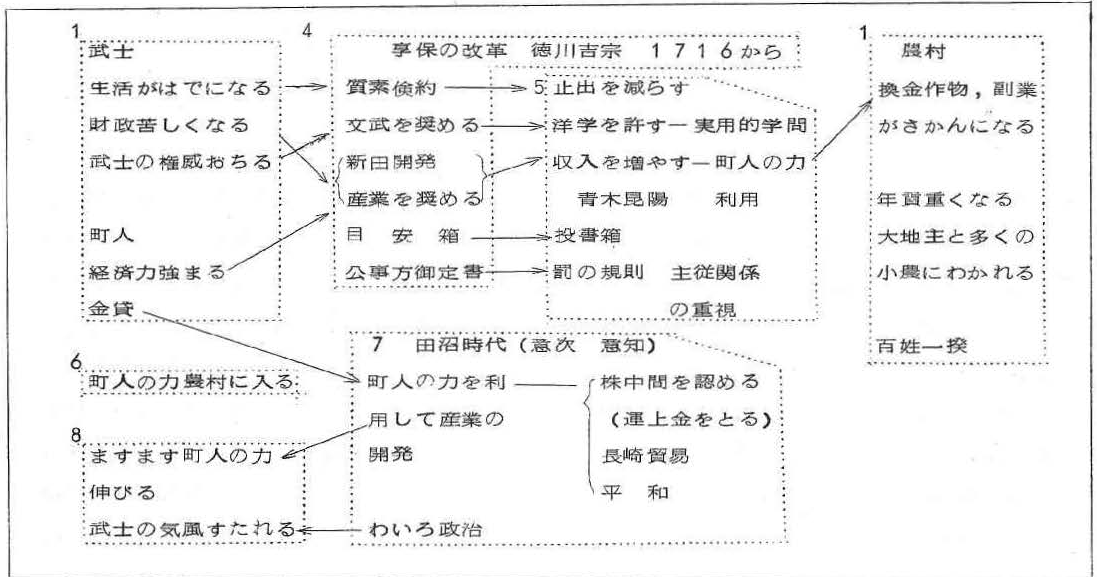 1
武士
生活がはでになる
財政苦しくなる
武士の権威おちる
町人
経済力強まる
金貸
4
享保の改革 徳川吉宗 1716から
質素倹約
文武を奨める
新田開発
産業を奨める
目安箱
公事方御定書
5 止出を減らす
洋学を許すー実用的学問
収入を増やすー町人の力
青木昆陽 利用
投書箱
罰の規則 主従関係
の重視
1
農村
換金作物，副業
がさかんになる
年貢重くなる
大地主と多くの
小農にわかれる
百姓一揆
6
町人の力農村に入る
7 田沼時代（意次 意知）
町人の力を利
用して産業の
開発
わいろ政治
株中間を認める
（運上金をとる）
長崎貿易
平和
8
ますます町人の力
伸びる
武士の気風すたれる